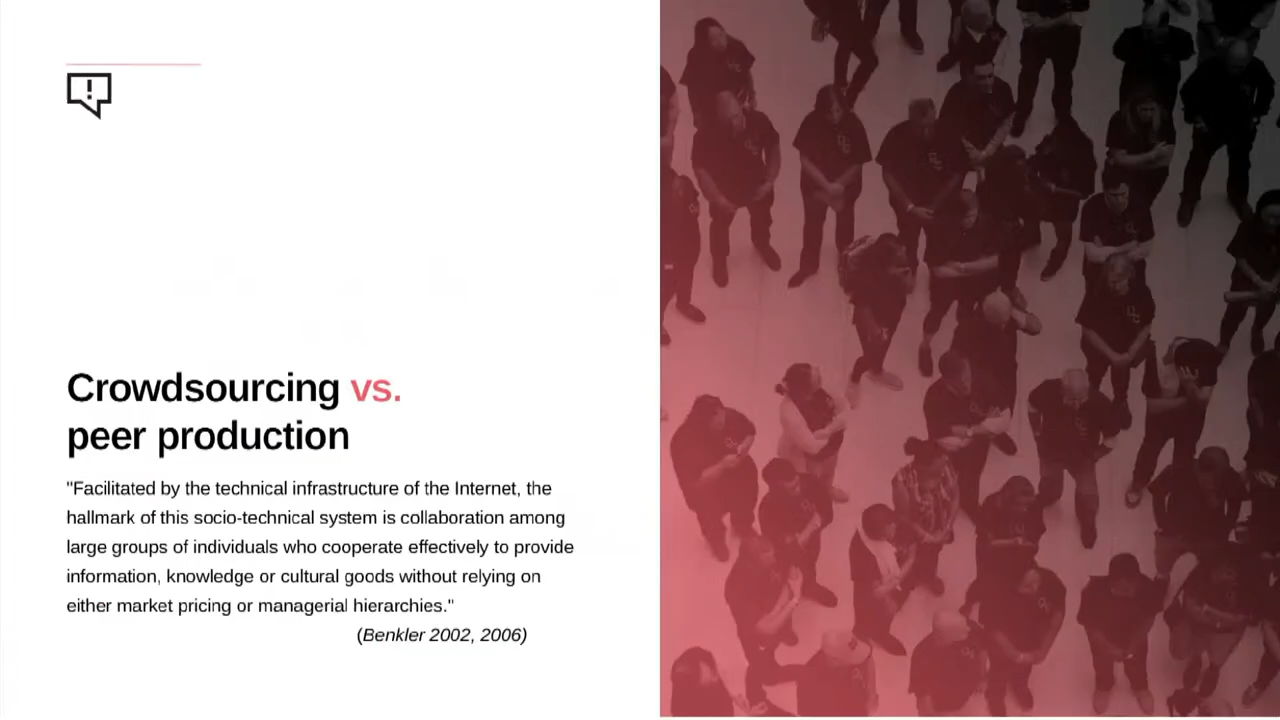 Crowdsourcing vs.
peer production
"Facilitated by the technical infrastructure of the Internet, the
hallmark of this socio-technical system is collaboration among
large groups of individuals who cooperate effectively to provide
information, knowledge or cultural goods without relying on
either market pricing or managerial hierarchies."
(Benkler 2002, 2006)